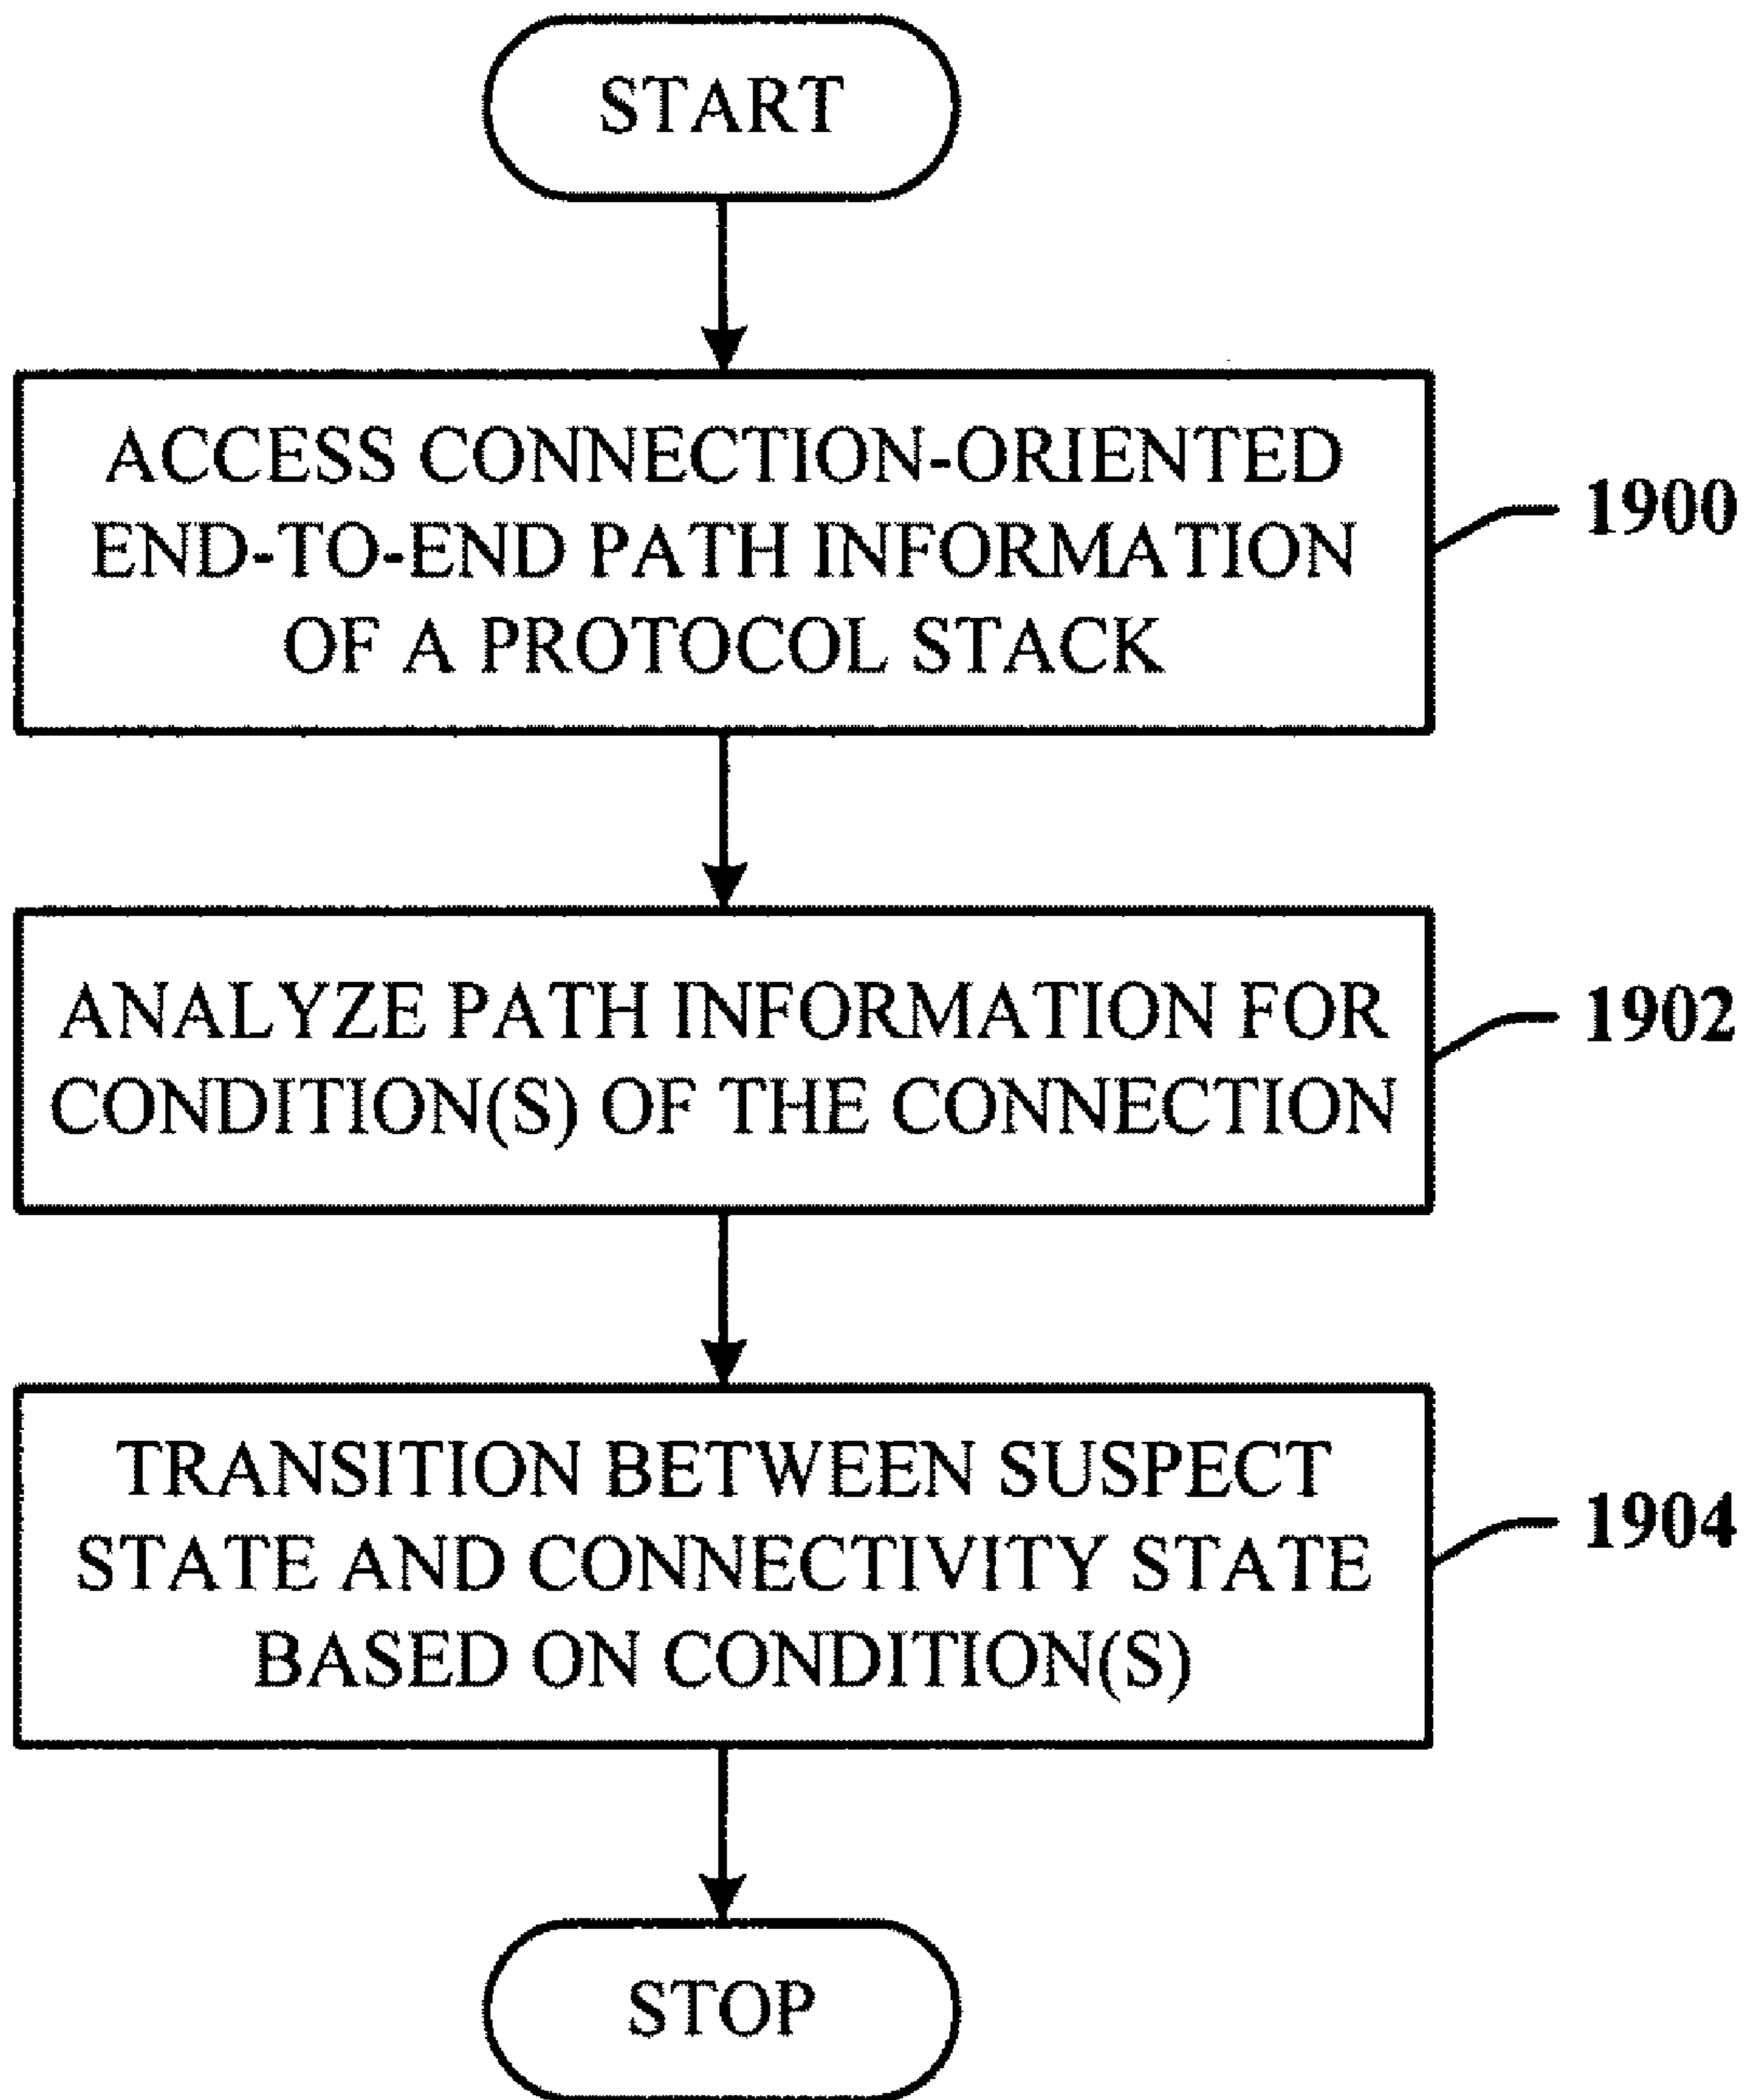 START
ACCESS CONNECTION-ORIENTED
END-TO-END PATH INFORMATION
OF A PROTOCOL STACK
1900
ANALYZE PATH INFORMATION FOR
CONDITION(S) OF THE CONNECTION
1902
TRANSITION BETWEEN SUSPECT
STATE AND CONNECTIVITY STATE
BASED ON CONDITION(S)
1904
STOP